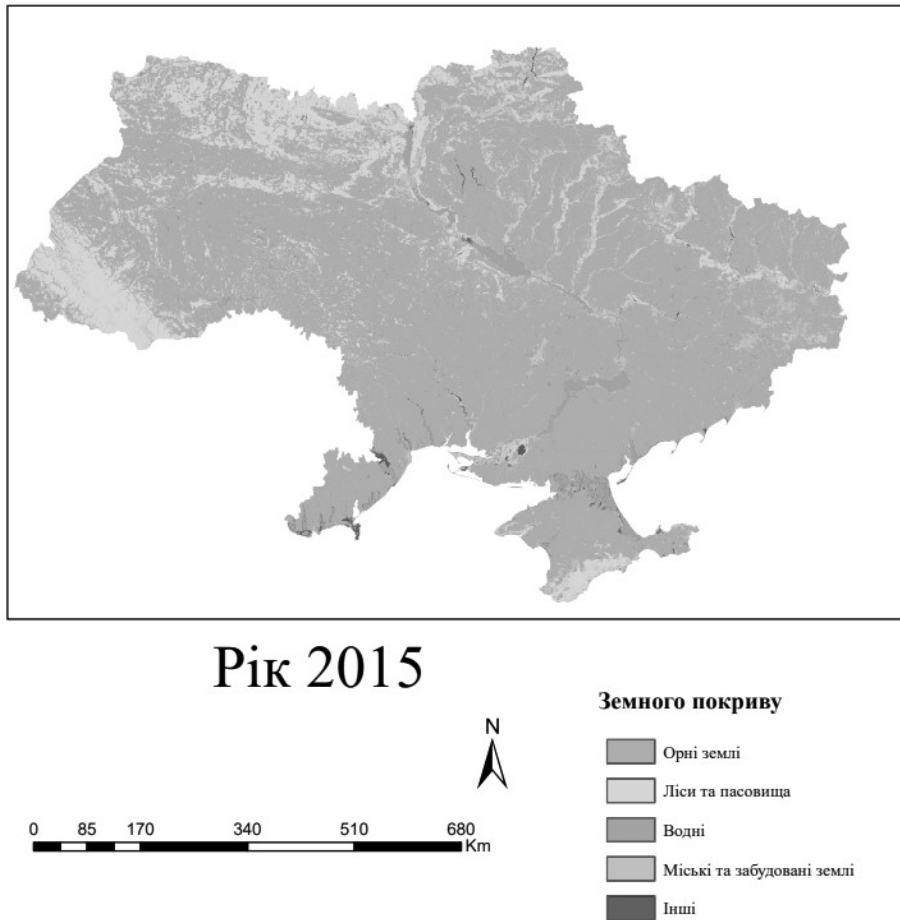 Рік 2015
N
0 85 170 340 510 680
Km
Земного покриву
Орні землі
Ліси та пасовища
Водні
Міські та забудовані землі
Інші